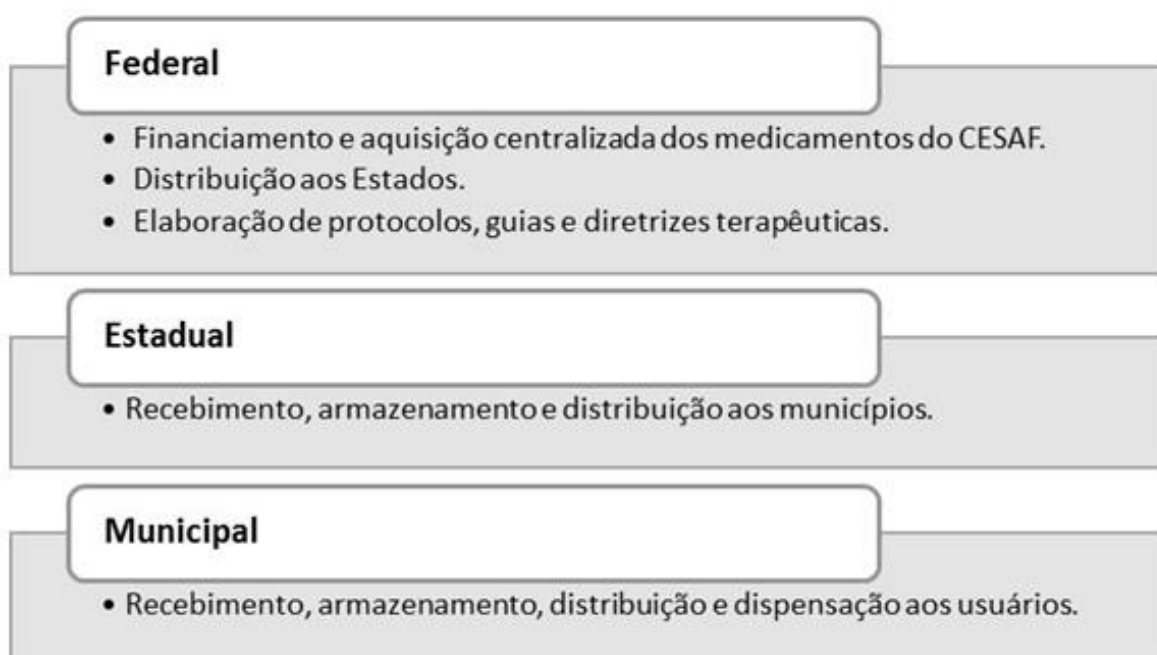 Federal
• Financiamento e aquisição centralizada dos medicamentos do CESAF.
• Distribuição aos Estados.
• Elaboração de protocolos, guias e diretrizes terapêuticas.
Estadual
• Recebimento, armazenamento e distribuição aos municípios.
Municipal
• Recebimento, armazenamento, distribuição e dispensação aos usuários.